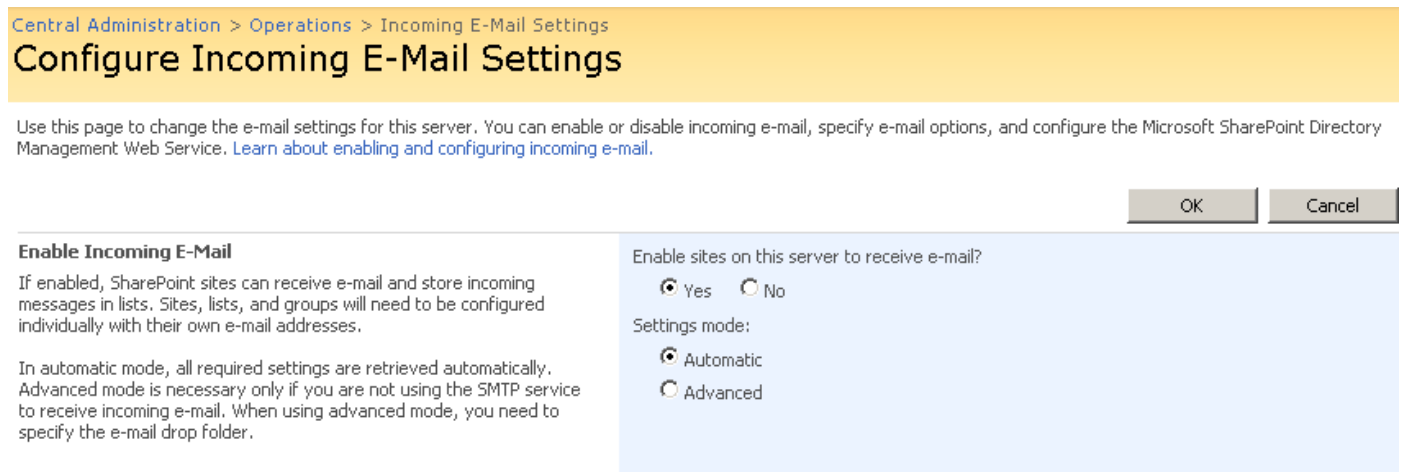 Central Administration > Operations > Incoming E-Mail Settings
Configure Incoming E-Mail Settings
Use this page to change the e-mail settings for this server. You can enable or disable incoming e-mail, specify e-mail options, and configure the Microsoft SharePoint Directory
Management Web Service. Learn about enabling and configuring incoming e-mail.
OK Cancel
Enable Incoming E-Mail
If enabled, SharePoint sites can receive e-mail and store incoming
messages in lists. Sites, lists, and groups will need to be configured
individually with their own e-mail addresses.
In automatic mode, all required settings are retrieved automatically.
Advanced mode is necessary only if you are not using the SMTP service
to receive incoming e-mail. When using advanced mode, you need to
specify the e-mail drop folder.
Enable sites on this server to receive e-mail?
Yes No
Settings mode:
Automatic
Advanced